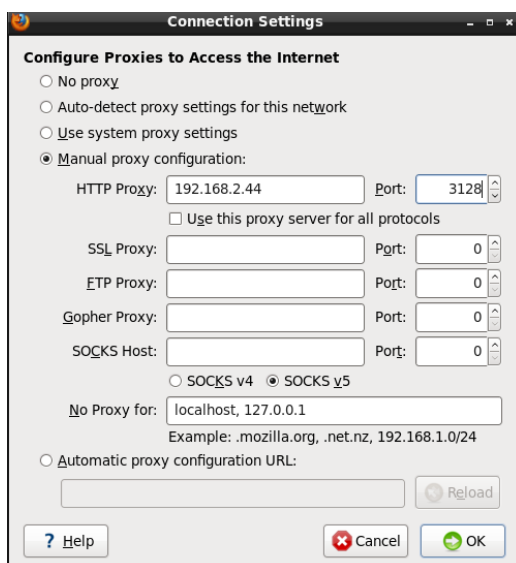 Connection Settings
Configure Proxies to Access the Internet
No proxy
Auto-detect proxy settings for this network
Use system proxy settings
Manual proxy configuration:
HTTP Proxy: 192.168.2.44 Port: 3128
Use this proxy server for all protocols
SSL Proxy: Port: 0
FTP Proxy: Port: 0
Gopher Proxy: Port: 0
SOCKS Host: Port: 0
SOCKS v4 SOCKS v5
No Proxy for: localhost, 127.0.0.1
Example: .mozilla.org, .net.nz, 192.168.1.0/24
Automatic proxy configuration URL:
Reload
? Help Cancel OK